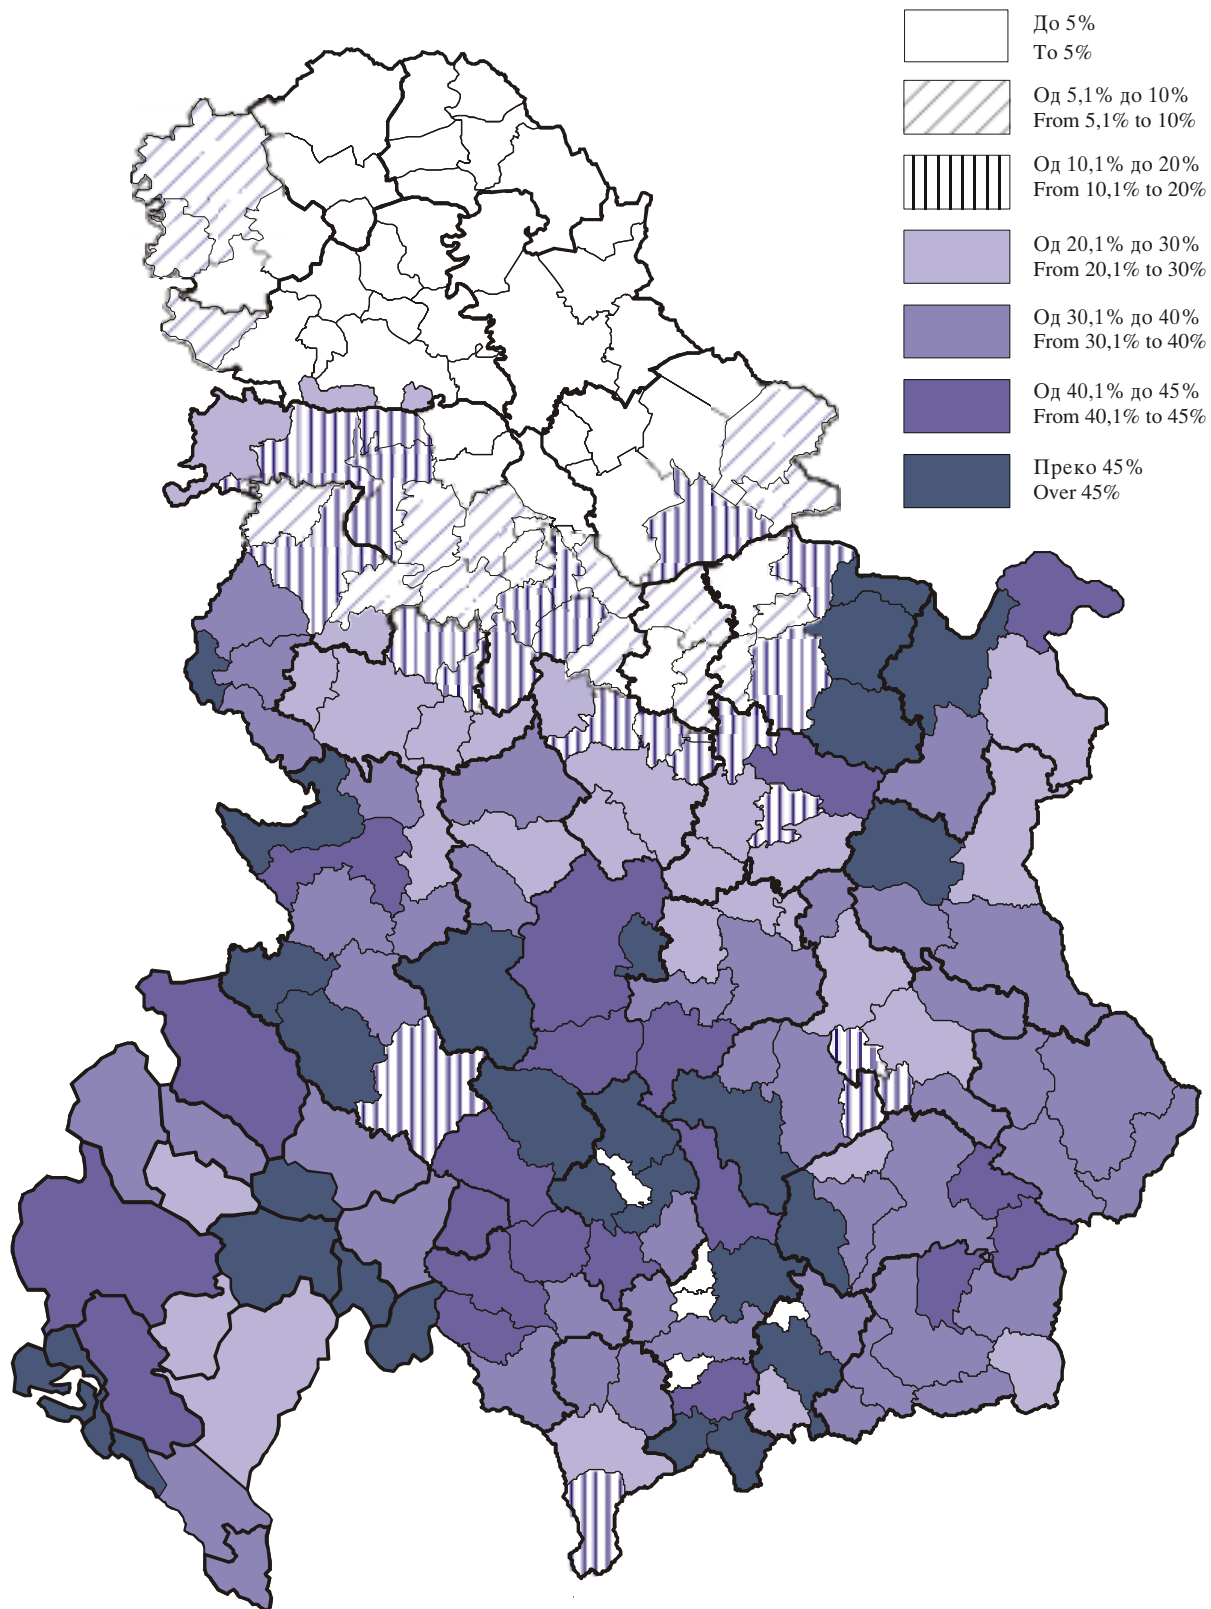 До 5%
To 5%
Од 5,1% до 10%
From 5,1% to 10%
Од 10,1% до 20%
From 10,1% to 20%
Од 20,1% до 30%
From 20,1% to 30%
Од 30,1% до 40%
From 30,1% to 40%
Од 40,1% до 45%
From 40,1% to 45%
Преко 45%
Over 45%